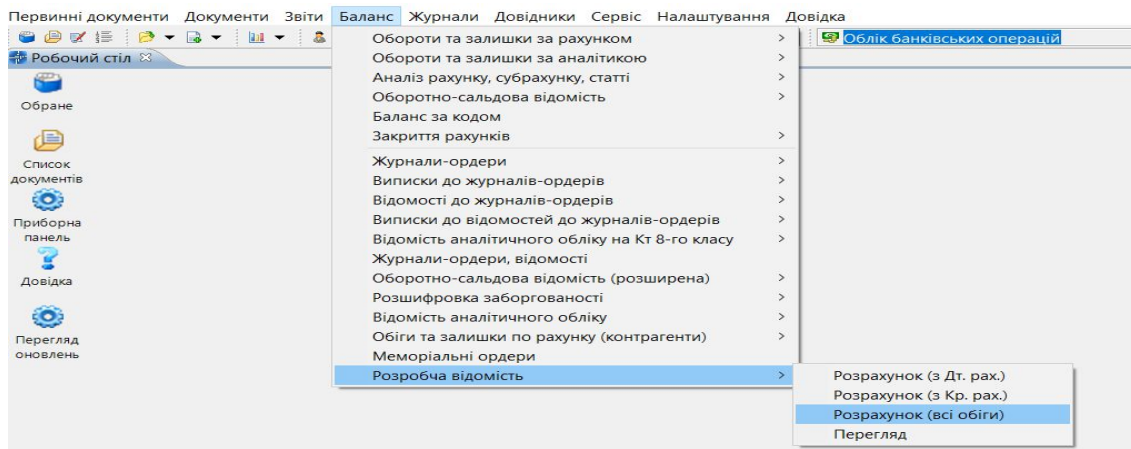 Первинні документи Документи Звіти Баланс Журнали Довідники Сервіс Налаштування Довідка
Облік банківських операцій
Робочий стіл
Обране
Список
документів
Приборна
панель
Довідка
Перегляд
оновлень
Обороти та залишки за рахунком
Обороти та залишки за аналітикою
Аналіз рахунку, субрахунку, статті
Оборотно-сальдова відомість
Баланс за кодом
Закриття рахунків
Журнали-ордери
Виписки до журналів-ордерів
Відомості до журналів-ордерів
Виписки до відомостей до журналів-ордерів
Відомість аналітичного обліку на Кт 8-го класу
Журнали-ордери, відомості
Оборотно-сальдова відомість (розширена)
Розшифровка заборгованості
Відомість аналітичного обліку
Обіги та залишки по рахунку (контрагенти)
Меморіальні ордери
Розробча відомість
Розрахунок (з Дт. рах.)
Розрахунок (з Кр. рах.)
Розрахунок (всі обіги)
Перегляд